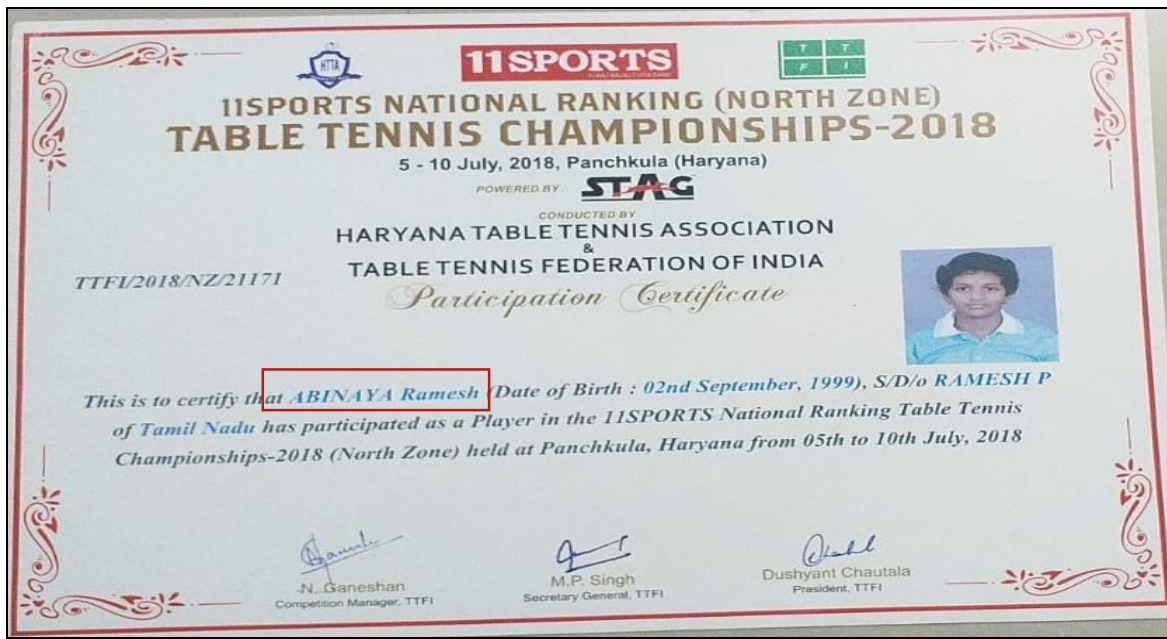 HTTA
11SPORTS
T T
F I
11SPORTS NATIONAL RANKING (NORTH ZONE)
TABLE TENNIS CHAMPIONSHIPS-2018
5 - 10 July, 2018, Panchkula (Haryana)
POWERED BY STAG
CONDUCTED BY
HARYANA TABLE TENNIS ASSOCIATION
&
TABLE TENNIS FEDERATION OF INDIA
TTFI/2018/NZ/21171
Participation Certificate
This is to certify that ABINAYA Ramesh (Date of Birth : 02nd September, 1999), S/D/o RAMESH P
of Tamil Nadu has participated as a Player in the 11SPORTS National Ranking Table Tennis
Championships-2018 (North Zone) held at Panchkula, Haryana from 05th to 10th July, 2018
N. Ganeshan
Competition Manager, TTFI
M.P. Singh
Secretary General, TTFI
Dushyant Chautala
President, TTFI